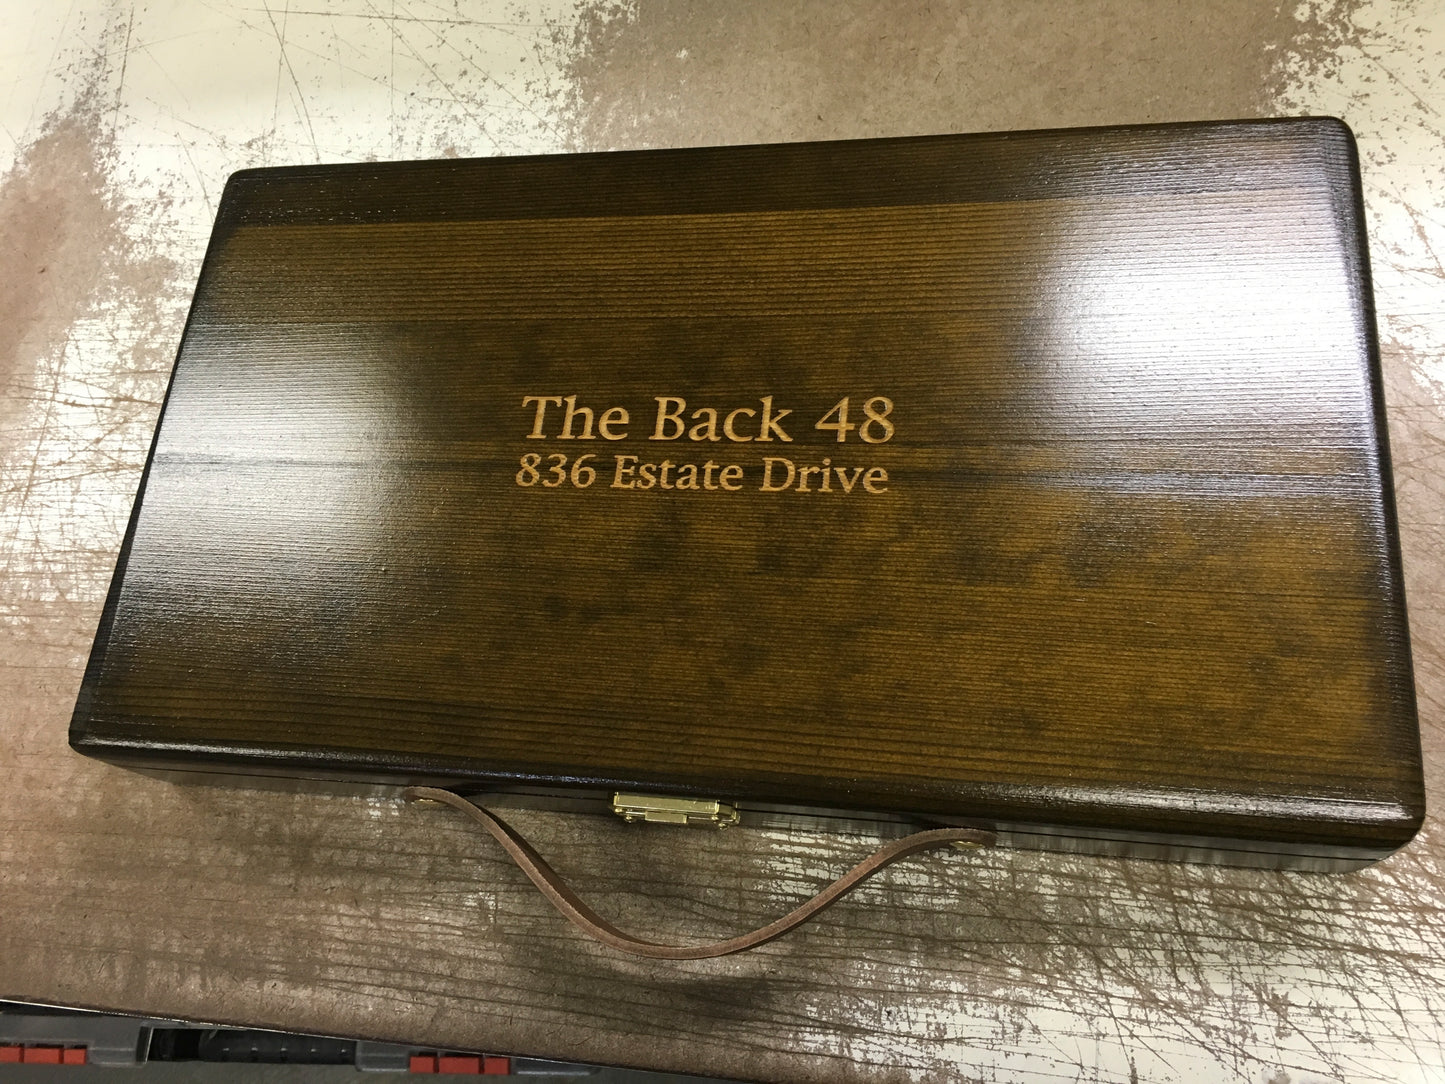 The Back 48
836 Estate Drive